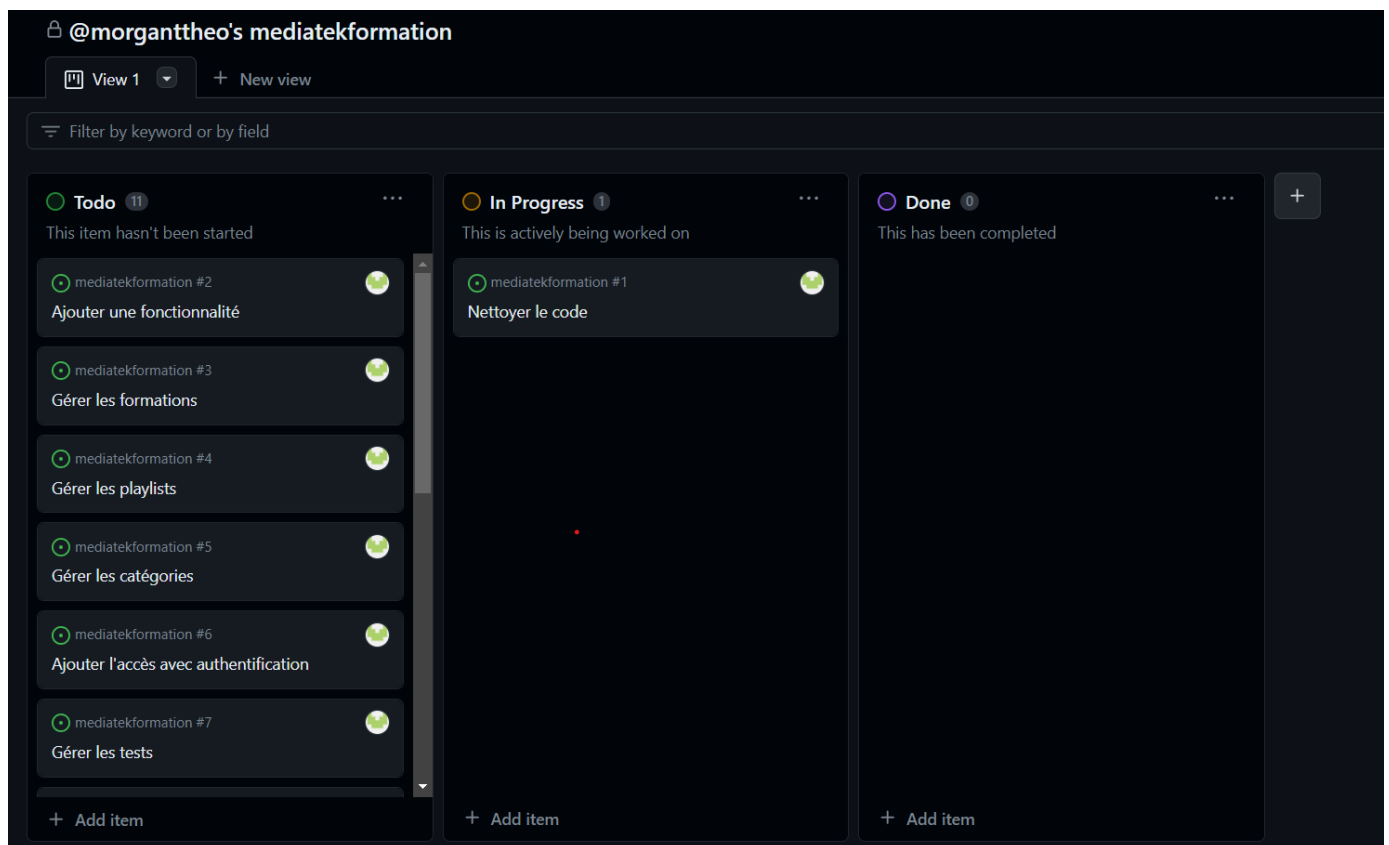 @morganttheo's mediatekformation
View 1
New view
Filter by keyword or by field
Todo 11
This item hasn't been started
mediatekformation #2
Ajouter une fonctionnalité
mediatekformation #3
Gérer les formations
mediatekformation #4
Gérer les playlists
mediatekformation #5
Gérer les catégories
mediatekformation #6
Ajouter l'accès avec authentification
mediatekformation #7
Gérer les tests
+ Add item
In Progress 1
This is actively being worked on
mediatekformation #1
Nettoyer le code
+ Add item
Done 0
This has been completed
+ Add item